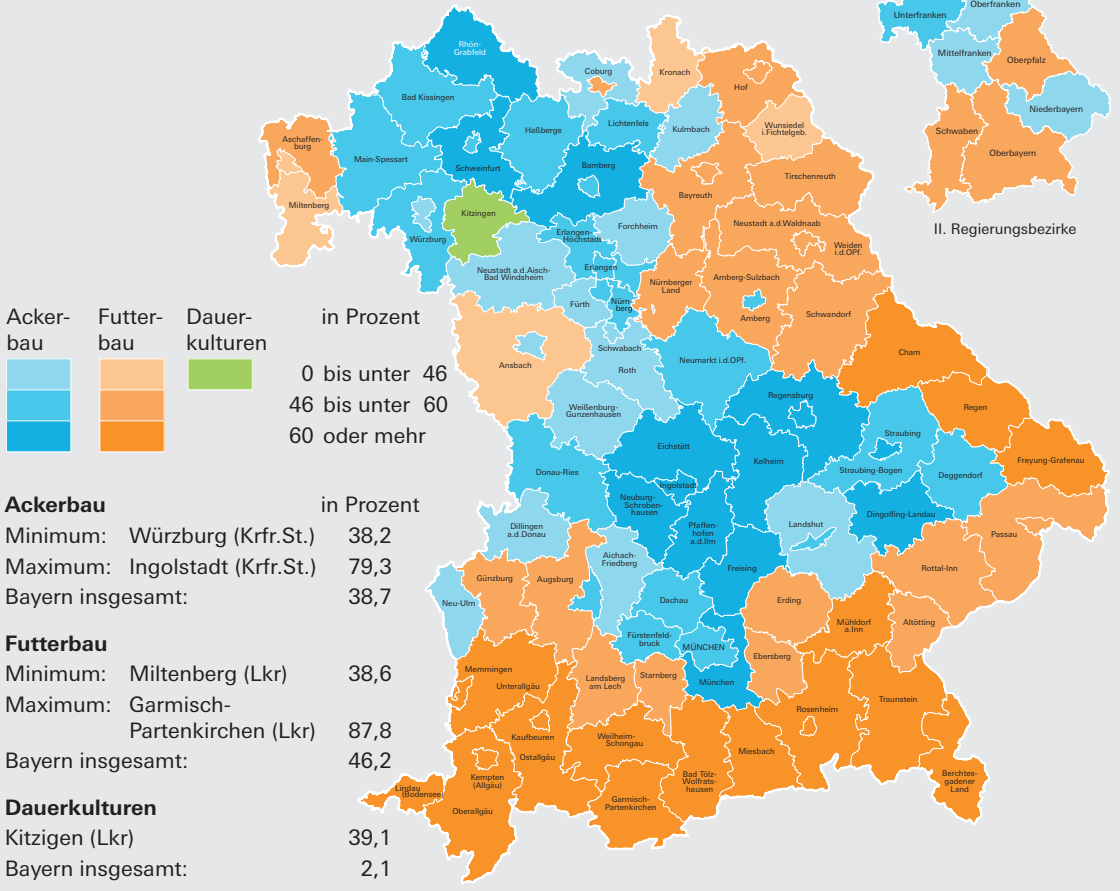 Oberfranken
Unterfranken
Mittelfranken
Oberpfalz
Niederbayern
Schwaben
Oberbayern
II. Regierungsbezirke
Rhön-
Grabfeld
Coburg
Kronach
Hof
Bad Kissingen
Lichtenfels
Kulmbach
Wunsiedel
i.Fichtelgeb.
Haßberge
Aschaffen-
burg
Main-Spessart
Schweinfurt
Bamberg
Bayreuth
Tirschenreuth
Miltenberg
Kitzingen
Würzburg
Erlangen-
Höchstadt
Forchheim
Neustadt a.d.Waldnaab
Weiden
i.d.OPf.
Neustadt a.d.Aisch-
Bad Windsheim
Erlangen
Fürth
Nürn-
berg
Nürnberger
Land
Amberg-Sulzbach
Amberg
Schwandorf
Ansbach
Schwabach
Roth
Neumarkt i.d.OPf.
Cham
Weißenburg-
Gunzenhausen
Regensburg
Regen
Eichstätt
Kelheim
Straubing
Straubing-Bogen
Deggendorf
Freyung-Grafenau
Donau-Ries
Ingolstadt
Neuburg-
Schroben-
hausen
Pfaffen-
hofen
a.d.Ilm
Landshut
Dingolfing-Landau
Passau
Dillingen
a.d.Donau
Aichach-
Friedberg
Freising
Rottal-Inn
Neu-Ulm
Günzburg
Augsburg
Dachau
Erding
Mühldorf
a.Inn
Altötting
Fürstenfeld-
bruck
MÜNCHEN
München
Ebersberg
Memmingen
Unterallgäu
Landsberg
am Lech
Starnberg
Rosenheim
Traunstein
Kaufbeuren
Ostallgäu
Weilheim-
Schongau
Bad Tölz-
Wolfrats-
hausen
Miesbach
Berchtes-
gadener
Land
Lindau
(Bodensee)
Kempten
(Allgäu)
Oberallgäu
Garmisch-
Partenkirchen
Acker-
bau
Futter-
bau
Dauer-
kulturen
in Prozent
0 bis unter 46
46 bis unter 60
60 oder mehr
Ackerbau in Prozent
Minimum: Würzburg (Krfr.St.) 38,2
Maximum: Ingolstadt (Krfr.St.) 79,3
Bayern insgesamt: 38,7
Futterbau
Minimum: Miltenberg (Lkr) 38,6
Maximum: Garmisch-
Partenkirchen (Lkr) 87,8
Bayern insgesamt: 46,2
Dauerkulturen
Kitzigen (Lkr) 39,1
Bayern insgesamt: 2,1